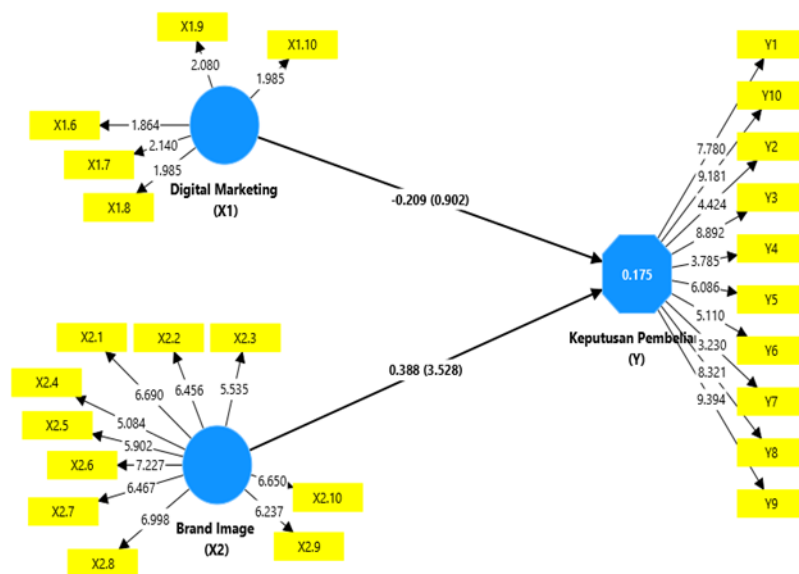 X1.9
X1.10
2.080
1.985
X1.6
1.864
X1.7
2.140
1.985
X1.8
Digital Marketing
(X1)
-0.209 (0.902)
X2.1
X2.2
X2.3
X2.4
6.690
6.456
5.535
5.084
X2.5
5.902
X2.6
7.227
X2.7
6.467
6.998
X2.8
6.650
X2.10
6.237
X2.9
Brand Image
(X2)
0.388 (3.528)
0.175
Keputusan Pembelia
(Y)
7.780
9.181
4.424
8.892
3.785
6.086
5.110
3.230
8.321
9.394
Y1
Y10
Y2
Y3
Y4
Y5
Y6
Y7
Y8
Y9